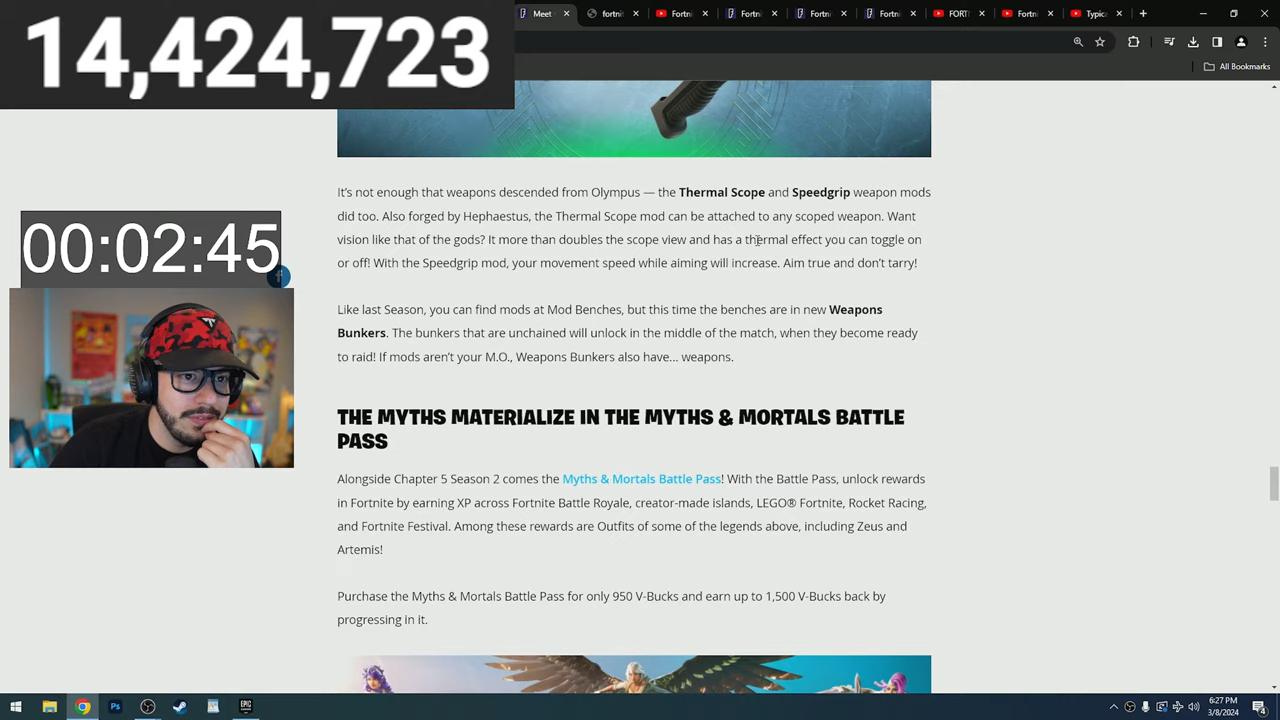 14,424,723
Meet
fortnit
Fortni
Fortni
Fortni
FORT
Fortni
Typic
All Bookmarks
It's not enough that weapons descended from Olympus — the Thermal Scope and Speedgrip weapon mods
did too. Also forged by Hephaestus, the Thermal Scope mod can be attached to any scoped weapon. Want
vision like that of the gods? It more than doubles the scope view and has a thermal effect you can toggle on
or off! With the Speedgrip mod, your movement speed while aiming will increase. Aim true and don't tarry!
00:02:45
Like last Season, you can find mods at Mod Benches, but this time the benches are in new Weapons
Bunkers. The bunkers that are unchained will unlock in the middle of the match, when they become ready
to raid! If mods aren't your M.O., Weapons Bunkers also have... weapons.
THE MYTHS MATERIALIZE IN THE MYTHS & MORTALS BATTLE
PASS
Alongside Chapter 5 Season 2 comes the Myths & Mortals Battle Pass! With the Battle Pass, unlock rewards
in Fortnite by earning XP across Fortnite Battle Royale, creator-made islands, LEGO® Fortnite, Rocket Racing,
and Fortnite Festival. Among these rewards are Outfits of some of the legends above, including Zeus and
Artemis!
Purchase the Myths & Mortals Battle Pass for only 950 V-Bucks and earn up to 1,500 V-Bucks back by
progressing in it.
6:27 PM
3/8/2024